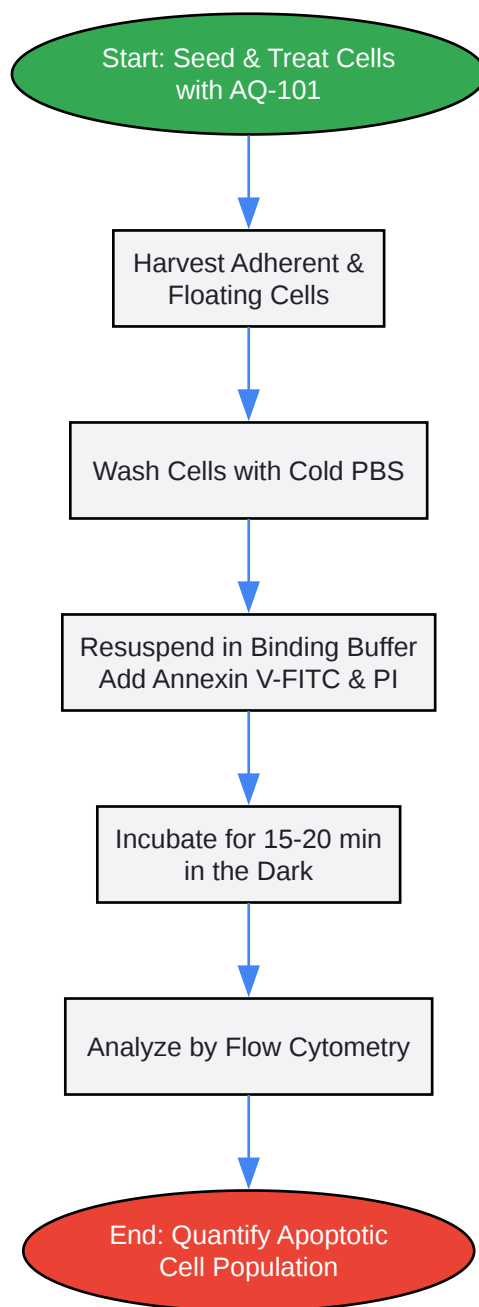 Start: Seed & Treat Cells
with AQ-101
Harvest Adherent &
Floating Cells
Wash Cells with Cold PBS
Resuspend in Binding Buffer
Add Annexin V-FITC & PI
Incubate for 15-20 min
in the Dark
Analyze by Flow Cytometry
End: Quantify Apoptotic
Cell Population